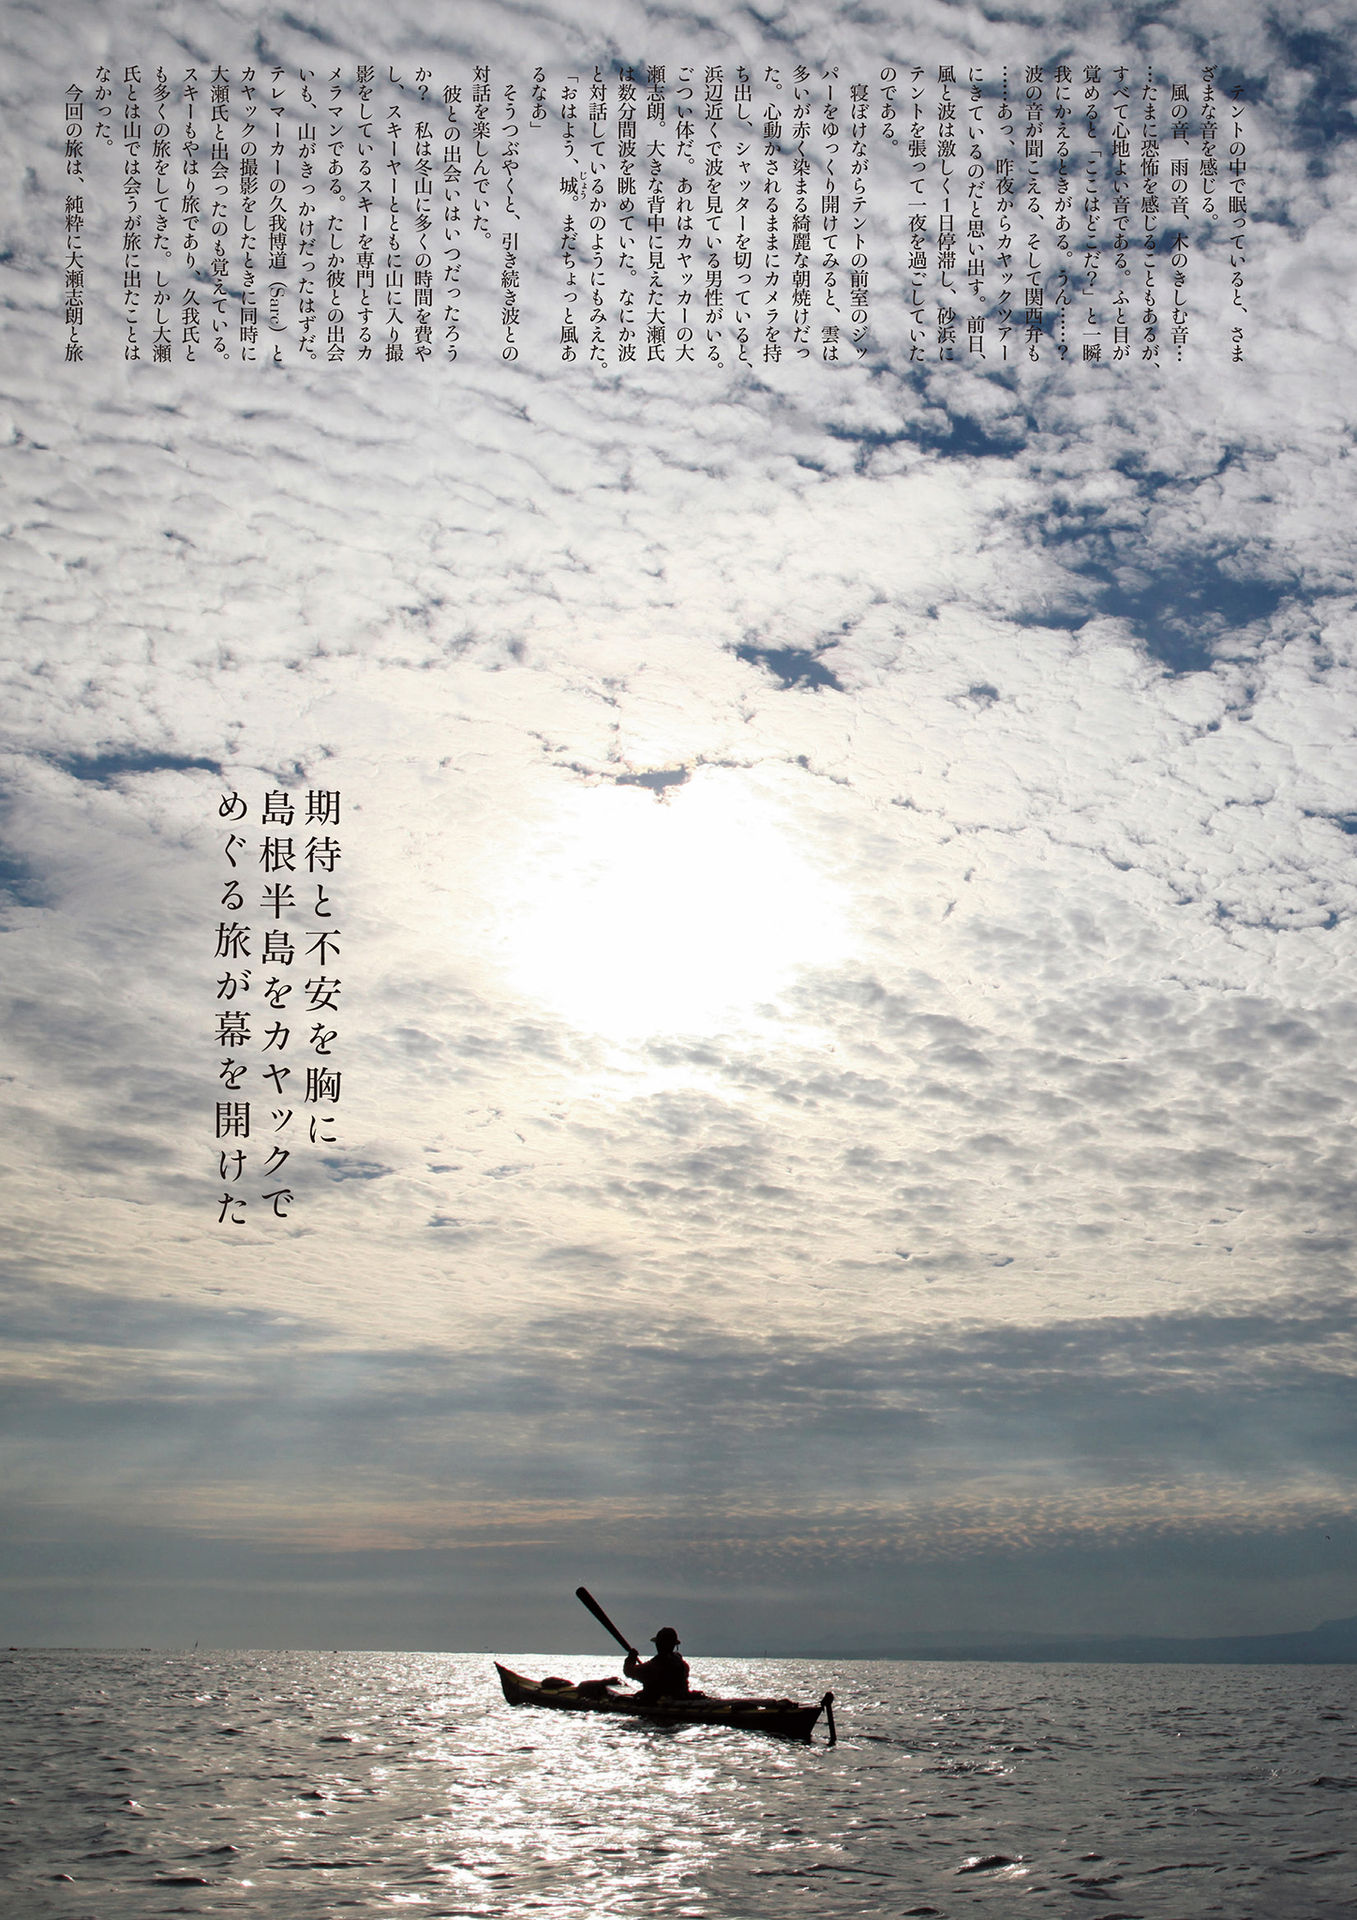 テントの中で眠っていると、さま
ざまな音を感じる。
風の音、雨の音、木のきしむ音…
…たまに恐怖を感じることもあるが、
すべて心地よい音である。ふと目が
覚めると「ここはどこだ？」と一瞬
我にかえるときがある。うん……？
波の音が聞こえる、そして関西弁も
……あっ、昨夜からカヤックツアー
にきているのだと思い出す。前日、
風と波は激しく1日停滞し、砂浜に
テントを張って一夜を過ごしていた
のである。
寝ぼけながらテントの前室のジッ
パーをゆっくり開けてみると、雲は
多いが赤く染まる綺麗な朝焼けだっ
た。心動かされるままにカメラを持
ち出し、シャッターを切っていると、
浜辺近くで波を見ている男性がいる。
ごつい体だ。あれはカヤッカーの大
瀬志朗。大きな背中に見えた大瀬氏
は数分間波を眺めていた。なにか波
と対話しているかのようにもみえた。
「おはよう、城。まだちょっと風あ
じょう
るなあ」
そうつぶやくと、引き続き波との
対話を楽しんでいた。
彼との出会いはいつだったろう
か？　私は冬山に多くの時間を費や
し、スキーヤーとともに山に入り撮
影をしているスキーを専門とするカ
メラマンである。たしか彼との出会
いも、山がきっかけだったはずだ。
テレマーカーの久我博道（Sare.）と
カヤックの撮影をしたときに同時に
大瀬氏と出会ったのも覚えている。
スキーもやはり旅であり、久我氏と
も多くの旅をしてきた。しかし大瀬
氏とは山では会うが旅に出たことは
なかった。
今回の旅は、純粋に大瀬志朗と旅
期待と不安を胸に
島根半島をカヤックで
めぐる旅が幕を開けた